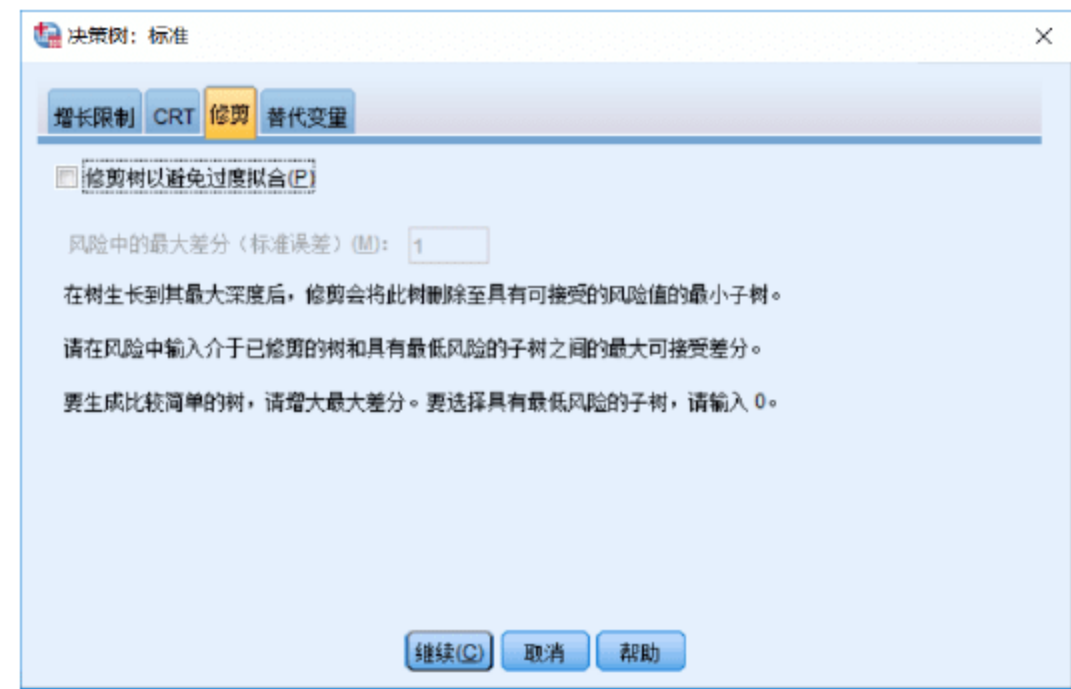 决策树：标准
增长限制 CRT 修剪 替代变量
修剪树以避免过度拟合(P)
风险中的最大差分（标准误差）(M)： 1
在树生长到其最大深度后，修剪会将此树删除至具有可接受的风险值的最小子树。
请在风险中输入介于已修剪的树和具有最低风险的子树之间的最大可接受差分。
要生成比较简单的树，请增大最大差分。要选择具有最低风险的子树，请输入 0。
继续(C) 取消 帮助